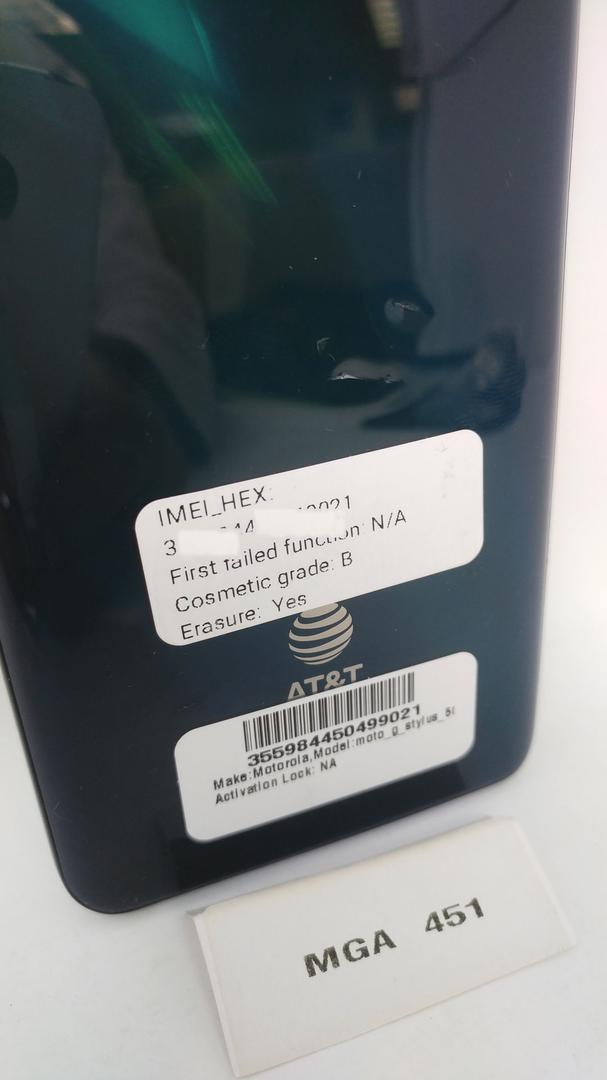 IMEI_HEX:
First failed function: N/A
Cosmetic grade: B
Erasure: Yes
AT&T
355984450499021
Make:Motorola,Model:moto_g_stylus_5(
Activation Lock: NA
MGA 451